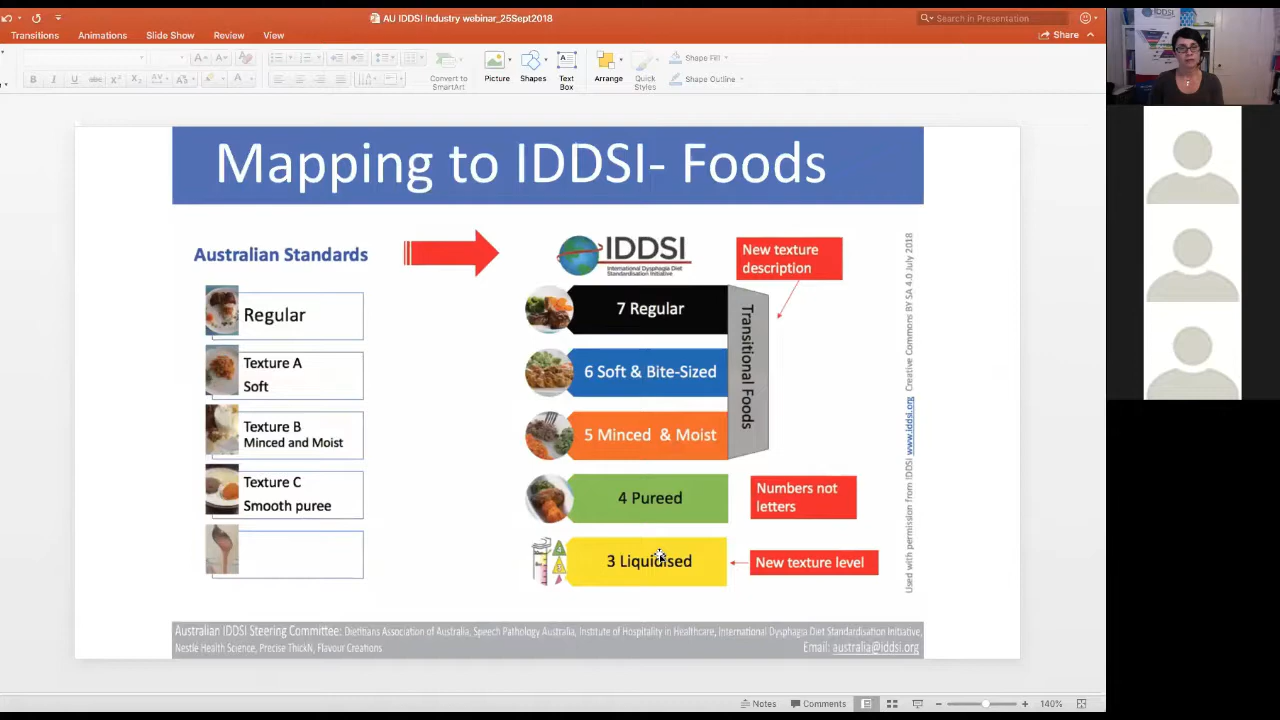 AU IDDSI Industry webinar_25Sept2018
Search in Presentation
Transitions
Animations
Slide Show
Review
View
Share
Convert to
SmartArt
Picture
Shapes
Text
Box
Arrange
Quick
Styles
Shape Fill
Shape Outline
Mapping to IDDSI- Foods
Australian Standards
Regular
Texture A
Soft
Texture B
Minced and Moist
Texture C
Smooth puree
IDDSI
International Dysphagia Diet
Standardisation Initiative
7 Regular
6 Soft & Bite-Sized
5 Minced & Moist
4 Pureed
3 Liquidised
Transitional Foods
New texture
description
Numbers not
letters
New texture level
Used with permission from IDDSI www.iddsi.org Creative Commons BY SA 4.0 July 2018
Australian IDDSI Steering Committee: Dietitians Association of Australia, Speech Pathology Australia, Institute of Hospitality in Healthcare, International Dysphagia Diet Standardisation Initiative,
Nestle Health Science, Precise ThickN, Flavour Creations
Email: australia@iddsi.org
Notes
Comments
140%